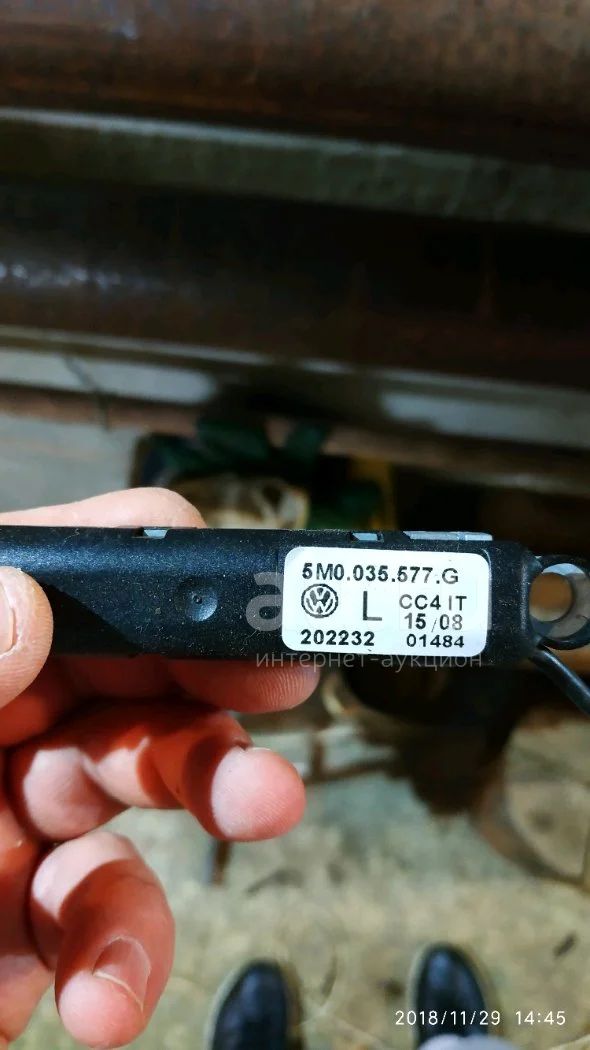 5M0.035.577.G
L CC4 IT
15/08
202232 01484
интернет-аукцион
2018/11/29 14:45